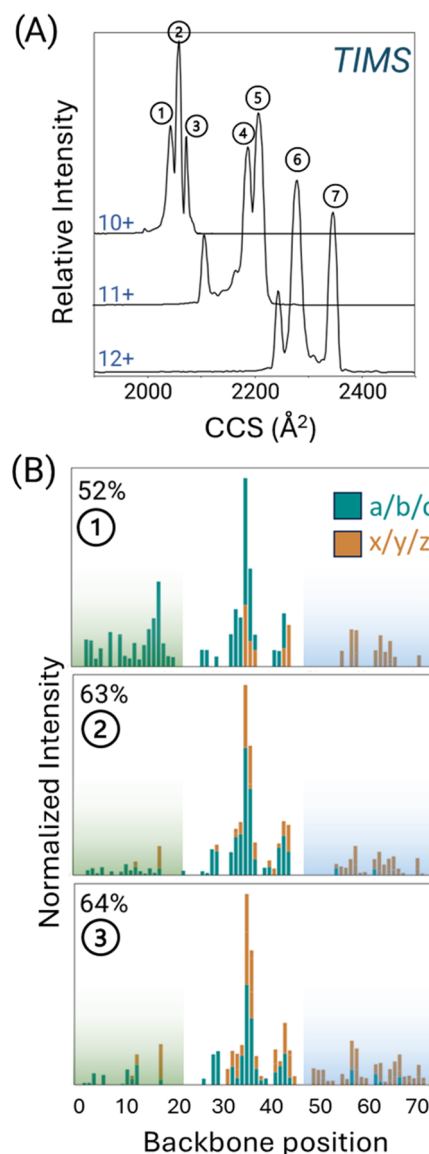 (A)
TIMS
Relative Intensity
2
1
3
4
5
6
7
10+
11+
12+
2000 2200 2400
CCS (Å²)
(B)
52%
1
a/b/c
x/y/z
63%
2
64%
3
Normalized Intensity
0 10 20 30 40 50 60 70
Backbone position